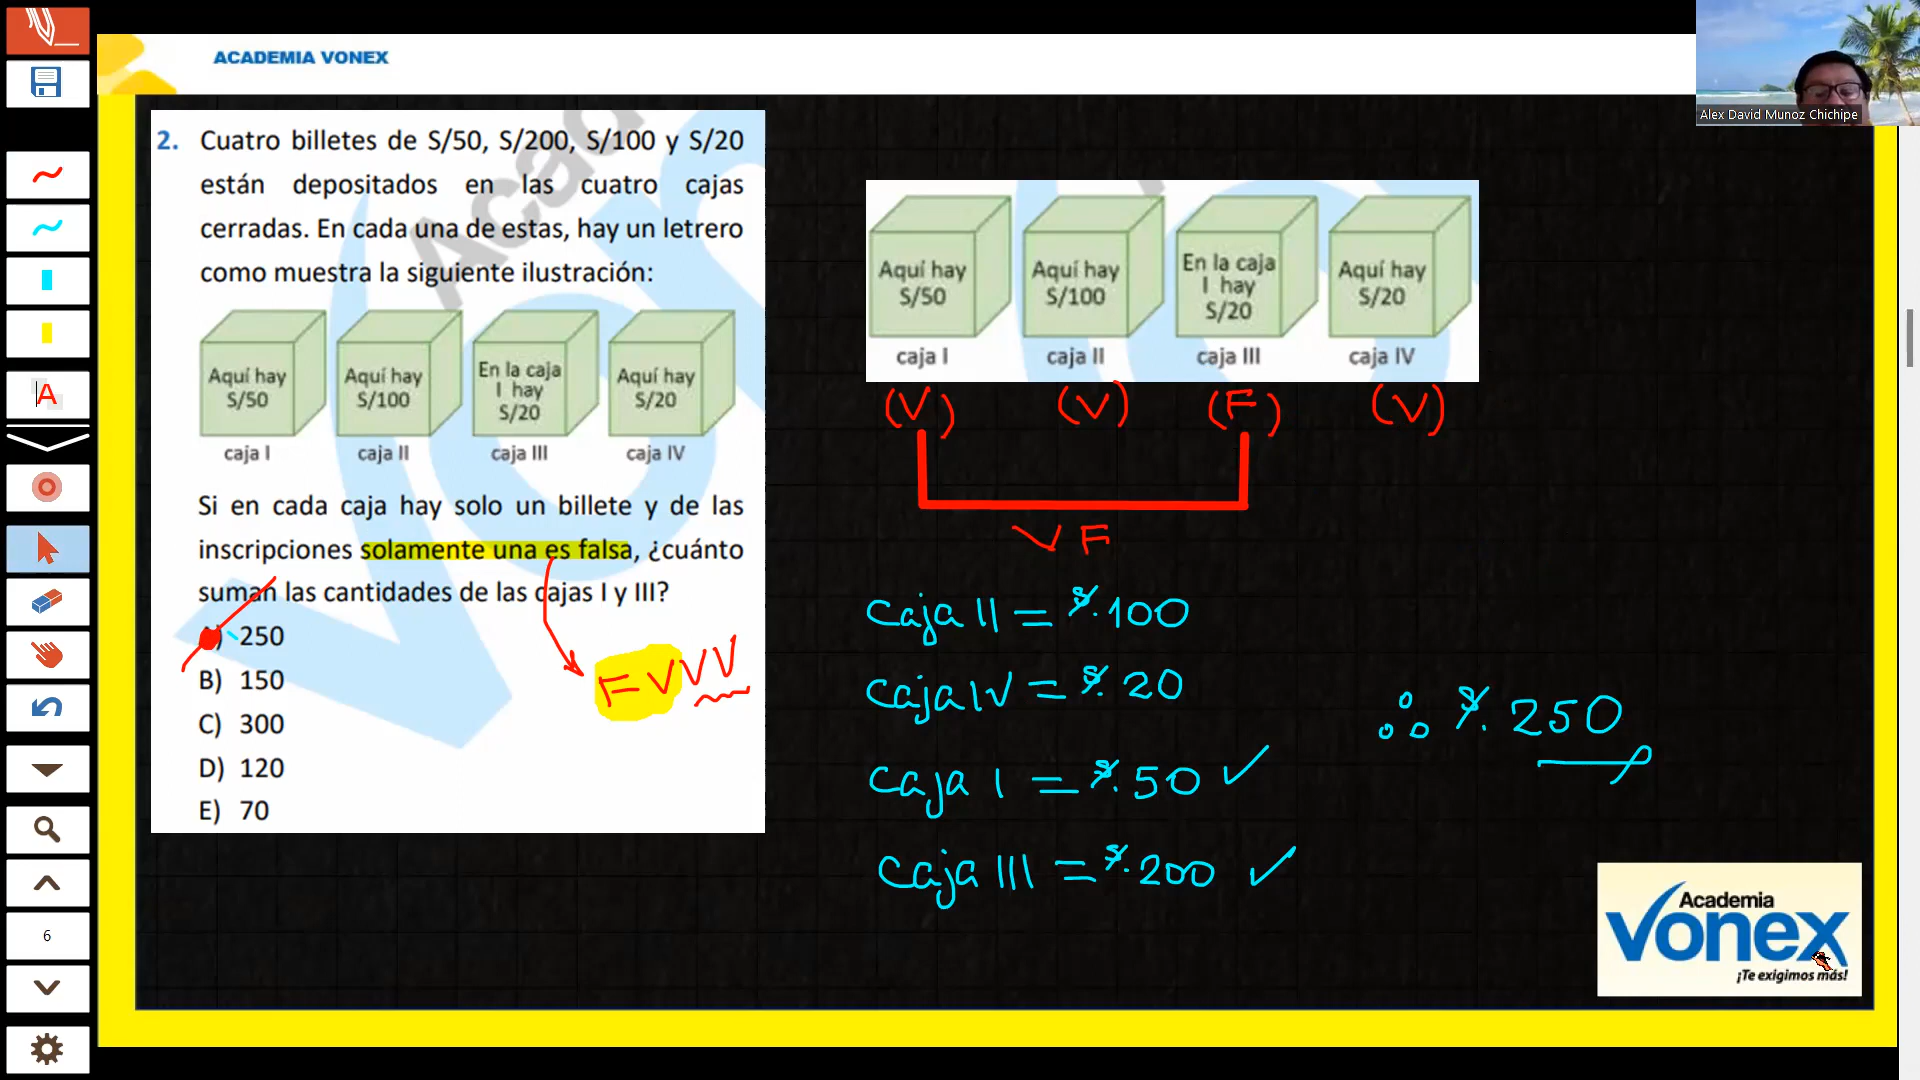 ACADEMIA VONEX
Alex David Munoz Chichipe
2. Cuatro billetes de S/50, S/200, S/100 y S/20
están depositados en las cuatro cajas
cerradas. En cada una de estas, hay un letrero
como muestra la siguiente ilustración:
Aquí hay
S/50
caja I
Aquí hay
S/100
caja II
En la caja
I hay
S/20
caja III
Aquí hay
S/20
caja IV
Si en cada caja hay solo un billete y de las
inscripciones solamente una es falsa, ¿cuánto
suman las cantidades de las cajas I y III?
A) 250
B) 150
C) 300
D) 120
E) 70
F V V V
Aquí hay
S/50
caja I
Aquí hay
S/100
caja II
En la caja
I hay
S/20
caja III
Aquí hay
S/20
caja IV
(V) (V) (F) (V)
V F
caja II = S/. 100
caja IV = S/. 20
caja I = S/. 50 ✓
caja III = S/. 200 ✓
∴ S/. 250
Academia
Vonex
¡Te exigimos más!
A
6